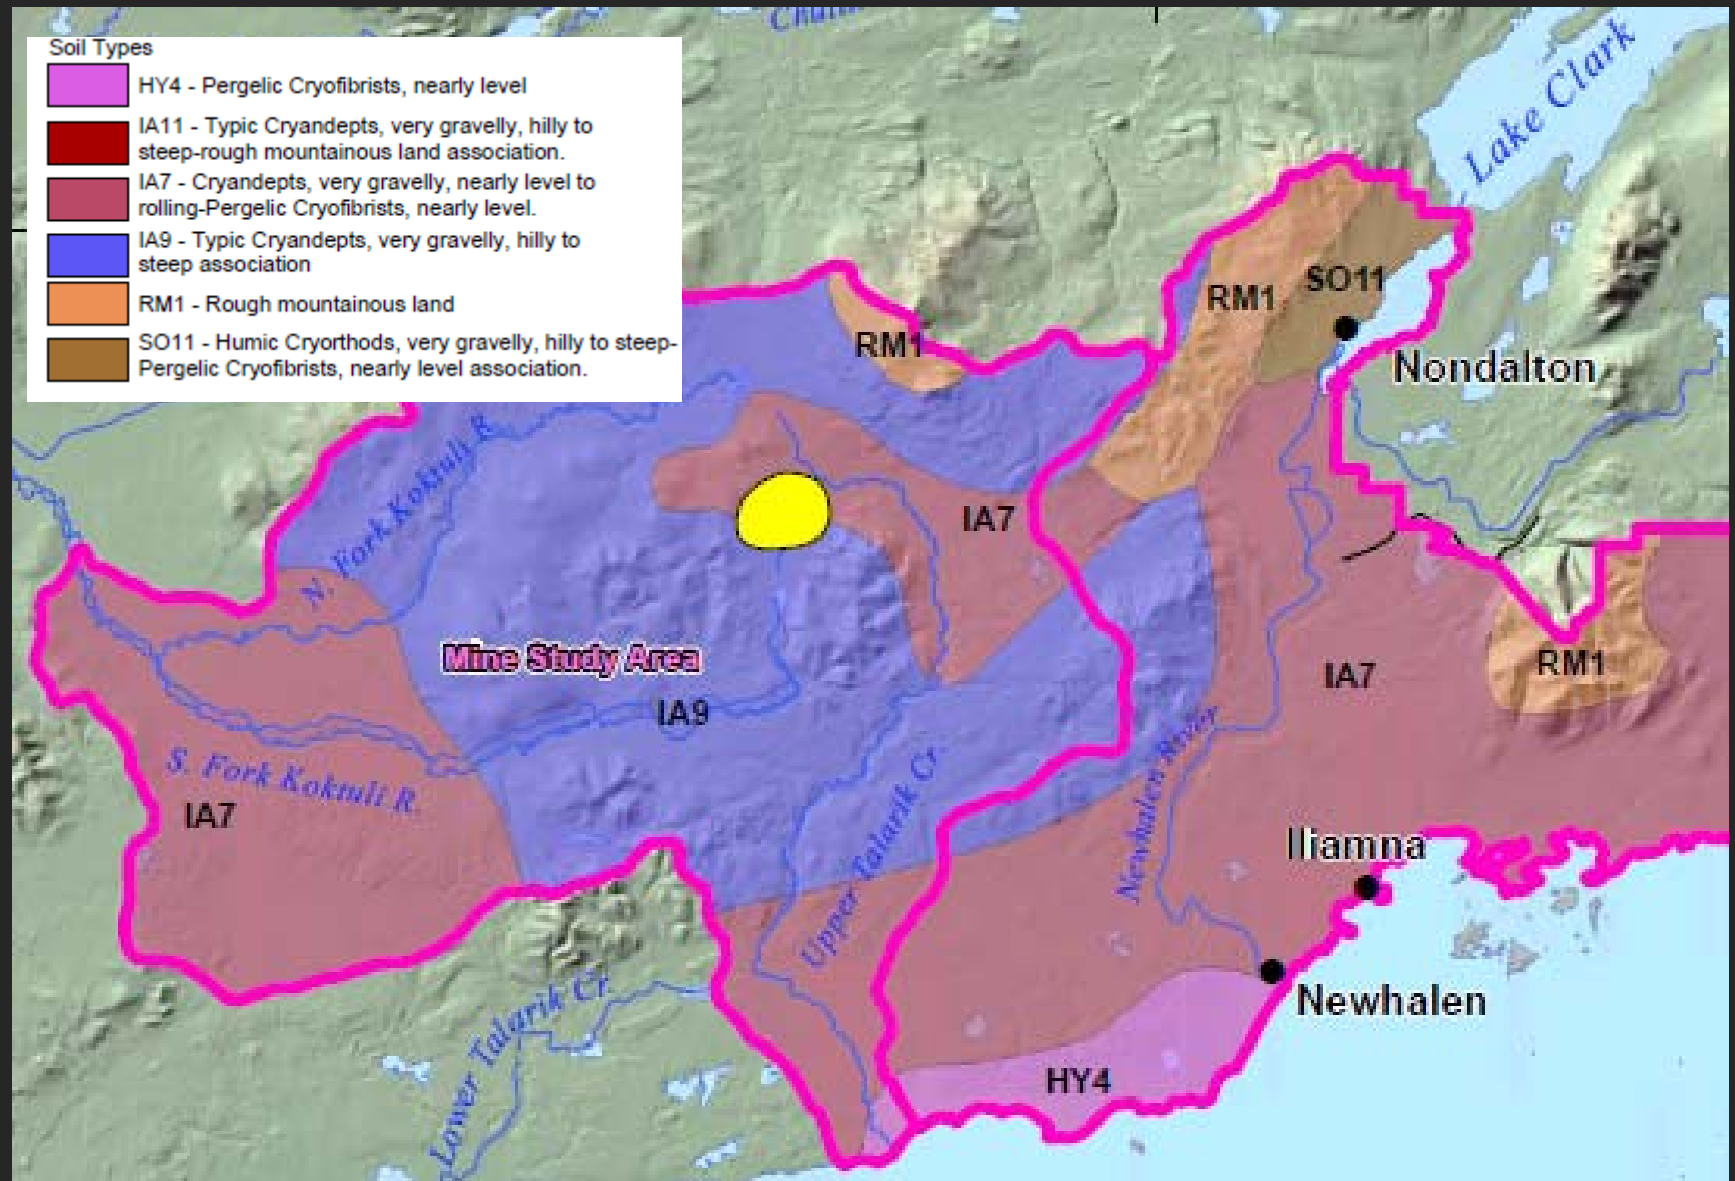 Soil Types
HY4 - Pergelic Cryofibrists, nearly level
IA11 - Typic Cryandepts, very gravelly, hilly to
steep-rough mountainous land association.
IA7 - Cryandepts, very gravelly, nearly level to
rolling-Pergelic Cryofibrists, nearly level.
IA9 - Typic Cryandepts, very gravelly, hilly to
steep association
RM1 - Rough mountainous land
SO11 - Humic Cryorthods, very gravelly, hilly to steep-
Pergelic Cryofibrists, nearly level association.
Lake Clark
RM1
SO11
RM1
Nondalton
N. Fork Koktuli R.
IA7
Mine Study Area
IA9
IA7
RM1
S. Fork Koktuli R.
IA7
Upper Talarik Cr.
Newhalen River
Iliamna
Newhalen
Lower Talarik Cr.
HY4